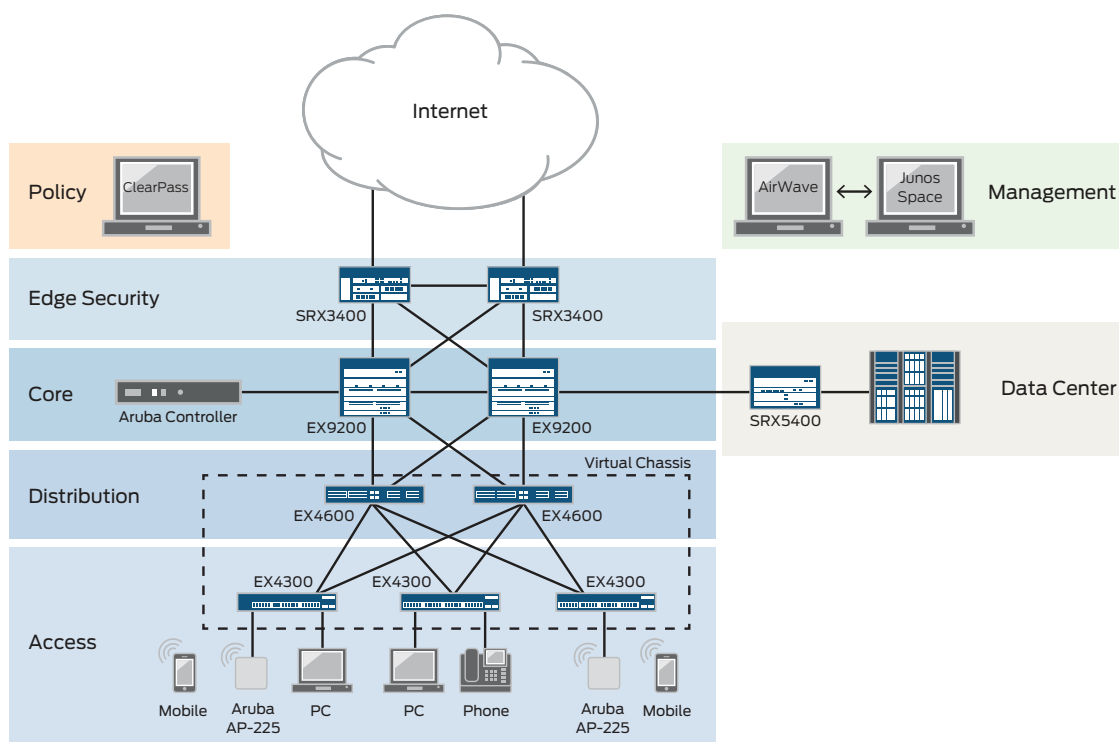 Internet
Policy
ClearPass
AirWave
Junos
Space
Management
Edge Security
SRX3400
SRX3400
Core
Aruba Controller
EX9200
EX9200
SRX5400
Data Center
Virtual Chassis
Distribution
EX4600
EX4600
EX4300
EX4300
EX4300
Access
Mobile
Aruba
AP-225
PC
PC
Phone
Aruba
AP-225
Mobile